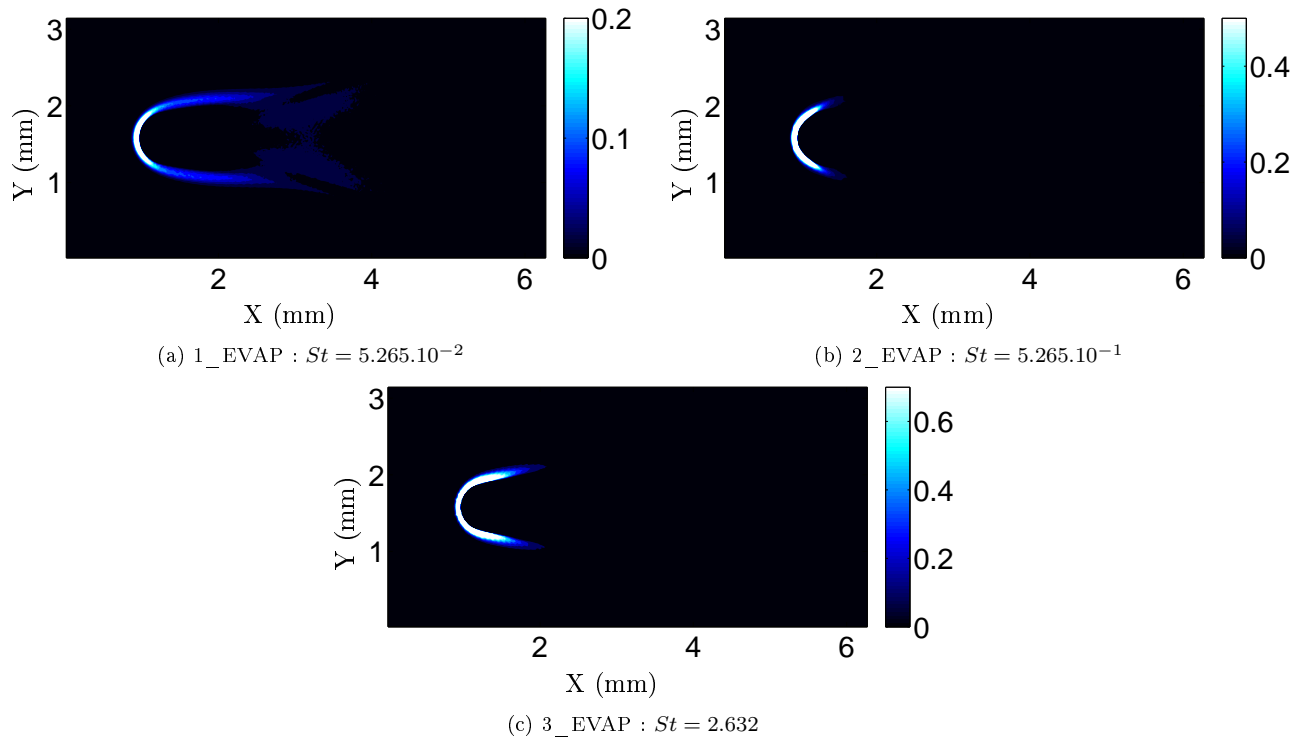 3
2
1
Y (mm)
2 4 6
X (mm)
0.2
0.1
0
(a) 1_EVAP : St = 5.265.10⁻²
3
2
1
Y (mm)
2 4 6
X (mm)
0.4
0.2
0
(b) 2_EVAP : St = 5.265.10⁻¹
3
2
1
Y (mm)
2 4 6
X (mm)
0.6
0.4
0.2
0
(c) 3_EVAP : St = 2.632